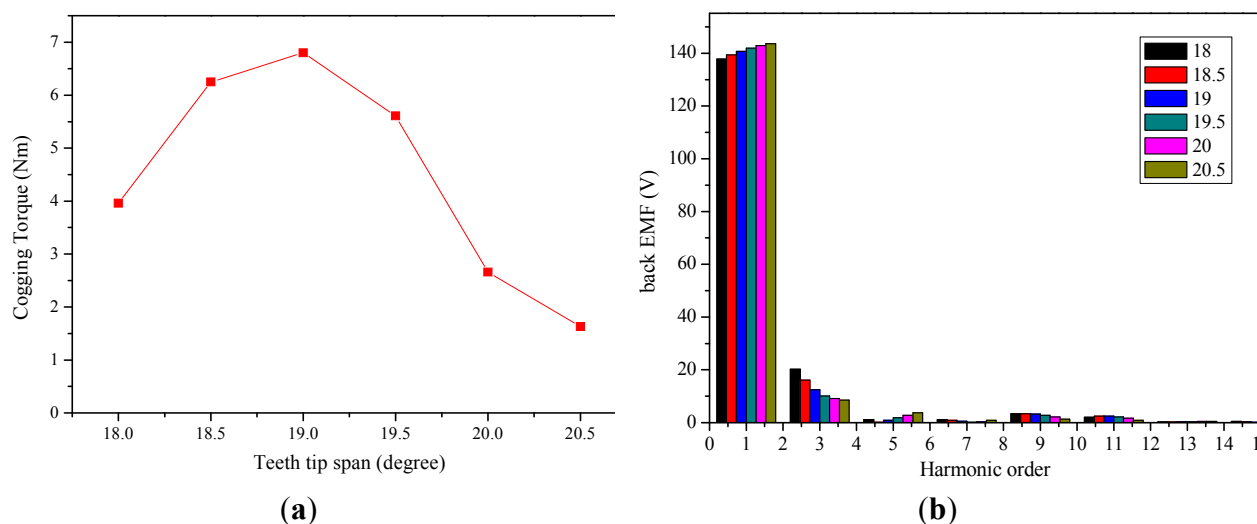 7
6
5
4
3
2
1
0
Cogging Torque (Nm)
18.0 18.5 19.0 19.5 20.0 20.5
Teeth tip span (degree)
(a)
140
120
100
80
60
40
20
0
back EMF (V)
18
18.5
19
19.5
20
20.5
0 1 2 3 4 5 6 7 8 9 10 11 12 13 14
Harmonic order
(b)